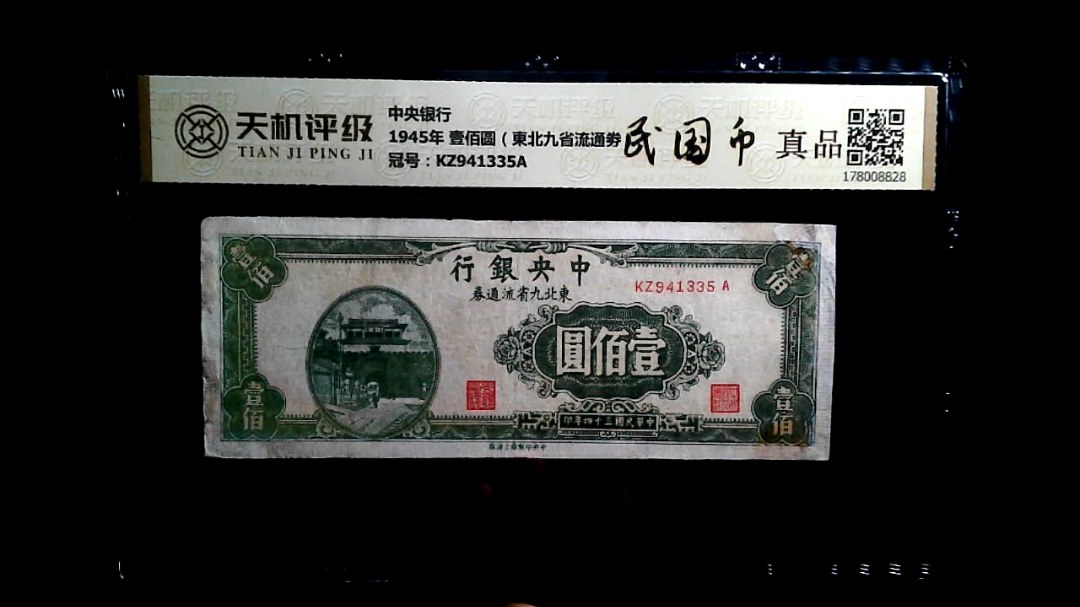 天机评级
TIAN JI PING JI
中央银行
1945年 壹佰圆（東北九省流通劵
冠号：KZ941335A
民国币 真品
178008828
壹佰
壹佰
行銀央中
券通流省九北東
KZ941335 A
圓佰壹
印年四十三國民華中
壹佰
壹佰